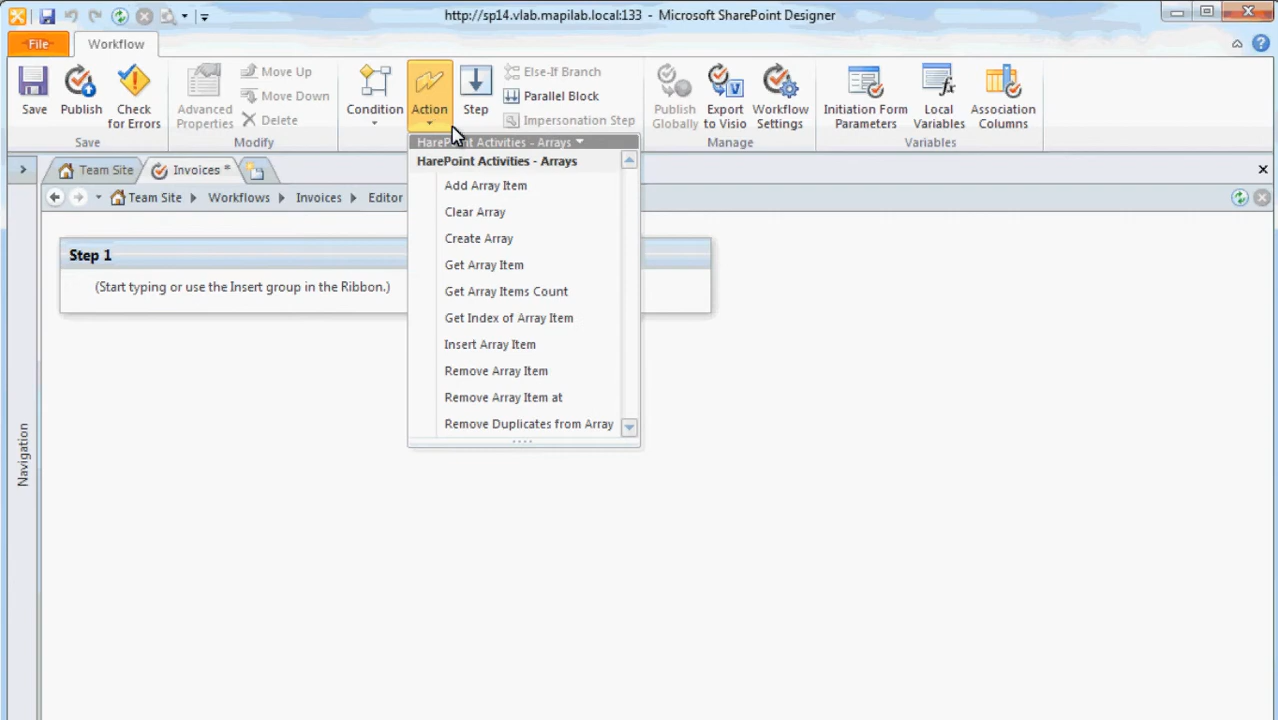 http://sp14.vlab.mapilab.local:133 - Microsoft SharePoint Designer
File Workflow
Save Publish Check for Errors
Advanced Properties Move Up
Move Down
Delete
Condition Action Step
Else-If Branch
Parallel Block
Impersonation Step
Publish Globally Export to Visio Workflow Settings
Initiation Form Parameters Local Variables Association Columns
Save Modify Manage Variables
HarePoint Activities - Arrays
Team Site Invoices *
Team Site Workflows Invoices Editor
HarePoint Activities - Arrays
Add Array Item
Clear Array
Create Array
Get Array Item
Get Array Items Count
Get Index of Array Item
Insert Array Item
Remove Array Item
Remove Array Item at
Remove Duplicates from Array
Step 1
(Start typing or use the Insert group in the Ribbon.)
Navigation